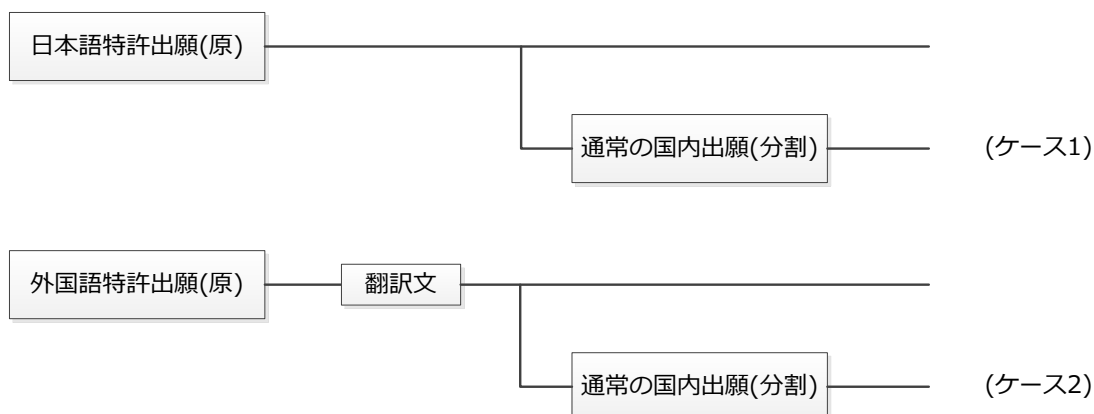 日本語特許出願(原)
通常の国内出願(分割)
(ケース1)
外国語特許出願(原)
翻訳文
通常の国内出願(分割)
(ケース2)